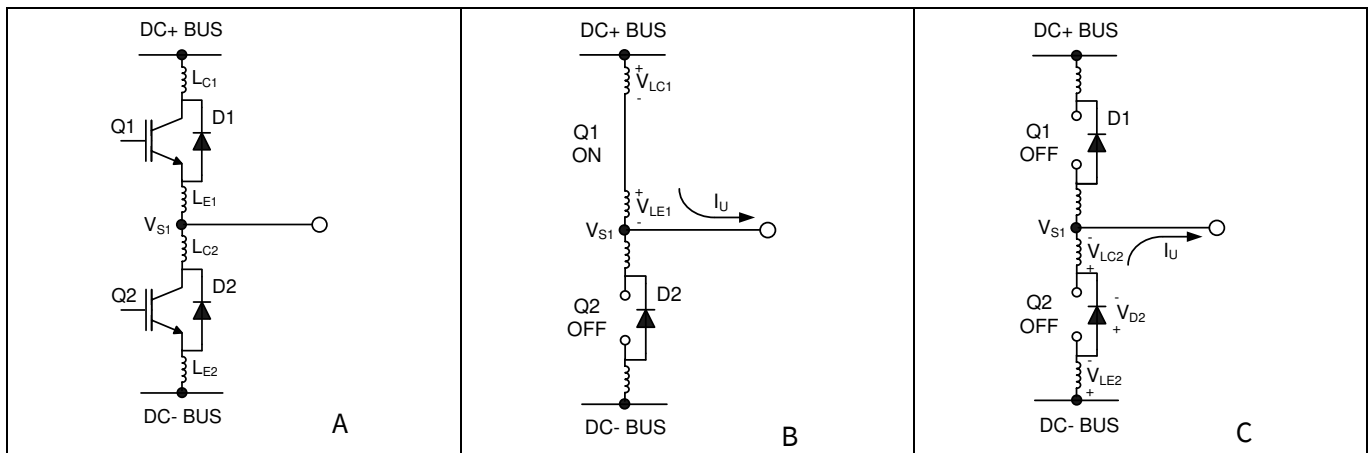 DC+ BUS
L_C1
D1
Q1
L_E1
V_S1
L_C2
D2
Q2
L_E2
DC- BUS
A
DC+ BUS
+
V_LC1
-
Q1
ON
+
V_LE1
-
I_U
V_S1
D2
Q2
OFF
DC- BUS
B
DC+ BUS
D1
Q1
OFF
V_S1
-
V_LC2
+
I_U
Q2
OFF
-
V_D2
+
-
V_LE2
+
DC- BUS
C